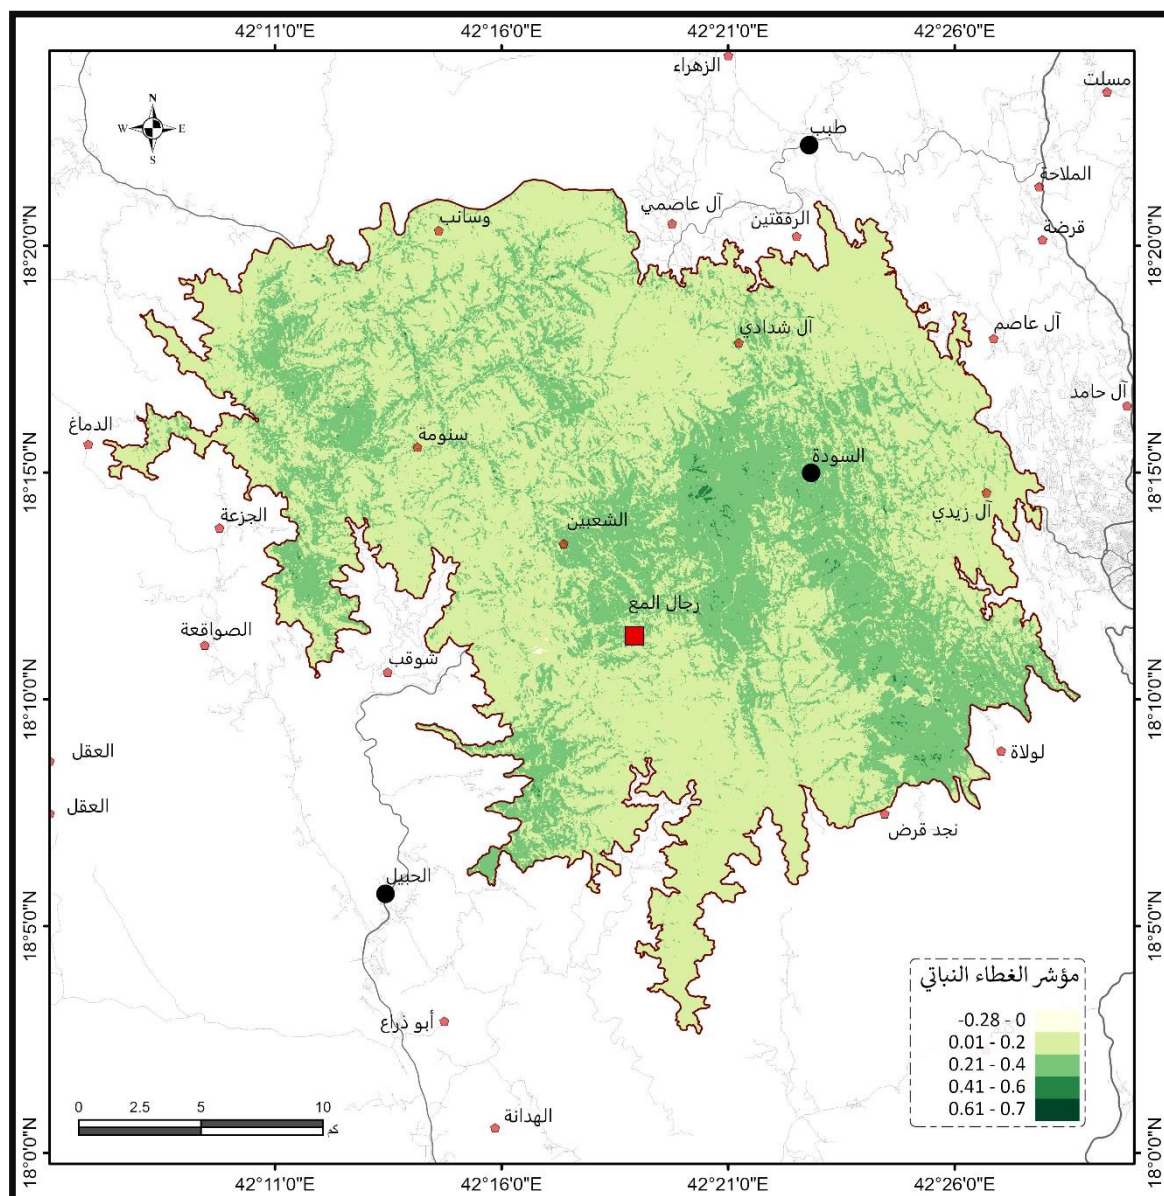 42°11'0"E 42°16'0"E 42°21'0"E 42°26'0"E
الزهراء
مسلت
N
W E
S
طبب
الملاحة
وسانب
آل عاصمي
الرفقتين
قرضة
18°20'0"N 18°20'0"N
آل شدادي
آل عاصم
آل حامد
الدماغ
سنومة
السودة
18°15'0"N 18°15'0"N
الجزعة
الشعبين
آل زيدي
رجال المع
الصواقعة
شوقب
18°10'0"N 18°10'0"N
العقل
لولاة
العقل
نجد قرض
الحبيل
18°5'0"N 18°5'0"N
مؤشر الغطاء النباتي
-0.28 - 0
0.01 - 0.2
0.21 - 0.4
0.41 - 0.6
0.61 - 0.7
أبو ذراع
0 2.5 5 10
كم
الهدانة
18°0'0"N 18°0'0"N
42°11'0"E 42°16'0"E 42°21'0"E 42°26'0"E